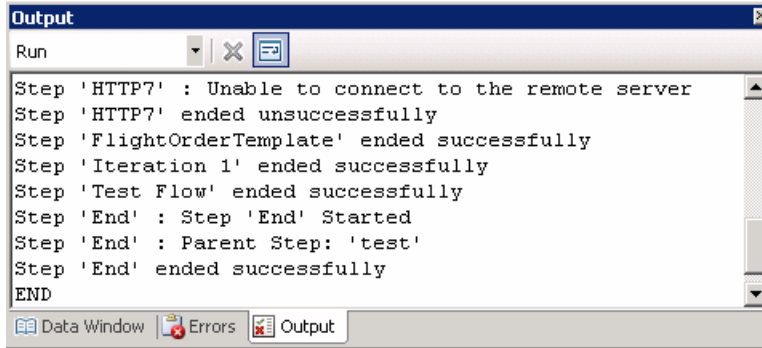 Output
Run
Step 'HTTP7' : Unable to connect to the remote server
Step 'HTTP7' ended unsuccessfully
Step 'FlightOrderTemplate' ended successfully
Step 'Iteration 1' ended successfully
Step 'Test Flow' ended successfully
Step 'End' : Step 'End' Started
Step 'End' : Parent Step: 'test'
Step 'End' ended successfully
END
Data Window Errors Output